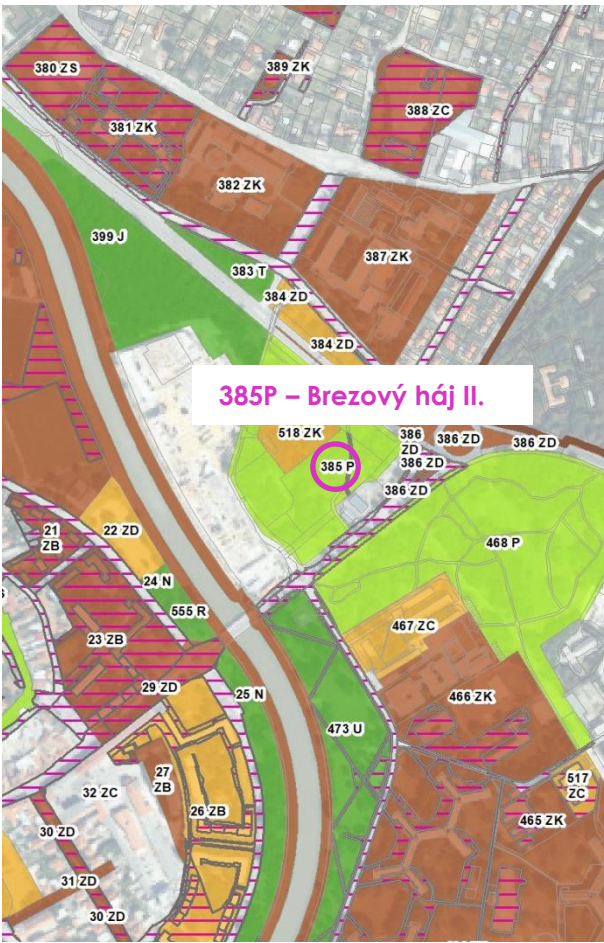 380 ZS
389 ZK
388 ZC
381 ZK
382 ZK
399 J
387 ZK
383 T
384 ZD
384 ZD
385P – Brezový háj II.
518 ZK
386
ZD
386 ZD
386 ZD
386 ZD
385 P
386 ZD
22 ZD
21
ZB
468 P
24 N
555 R
467 ZC
23 ZB
29 ZD
25 N
466 ZK
473 U
27
ZB
32 ZC
517
ZC
26 ZB
465 ZK
30 ZD
31 ZD
30 ZD